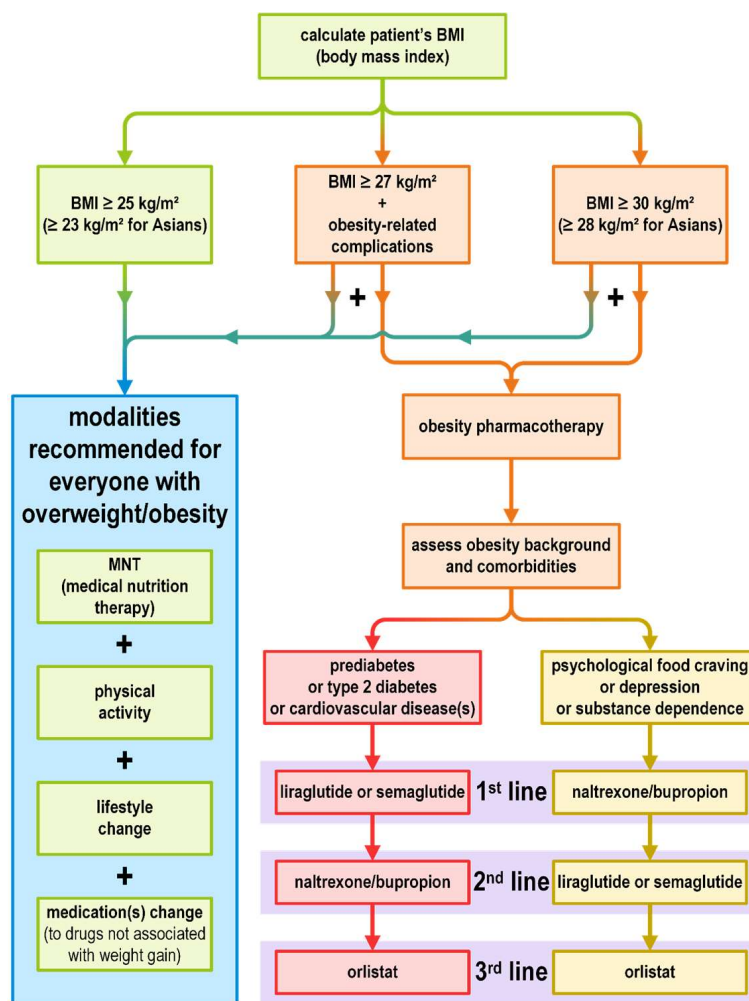 calculate patient's BMI
(body mass index)
BMI ≥ 25 kg/m²
(≥ 23 kg/m² for Asians)
BMI ≥ 27 kg/m²
+
obesity-related
complications
BMI ≥ 30 kg/m²
(≥ 28 kg/m² for Asians)
+
+
modalities
recommended for
everyone with
overweight/obesity
MNT
(medical nutrition
therapy)
+
physical
activity
+
lifestyle
change
+
medication(s) change
(to drugs not associated
with weight gain)
obesity pharmacotherapy
assess obesity background
and comorbidities
prediabetes
or type 2 diabetes
or cardiovascular disease(s)
psychological food craving
or depression
or substance dependence
liraglutide or semaglutide
1st line
naltrexone/bupropion
naltrexone/bupropion
2nd line
liraglutide or semaglutide
orlistat
3rd line
orlistat